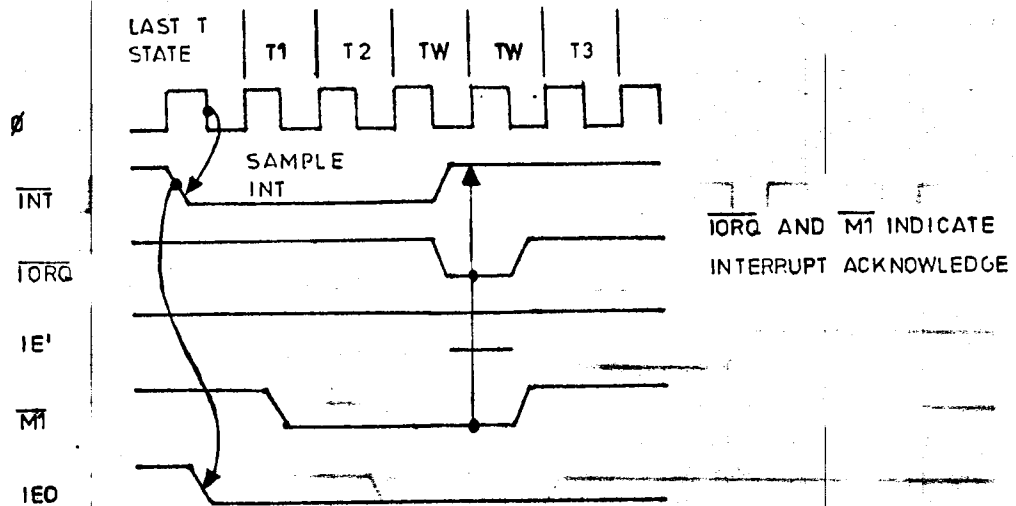 LAST T
STATE
T1
T2
TW
TW
T3
ø
SAMPLE
INT
INT
IORQ AND M1 INDICATE
INTERRUPT ACKNOWLEDGE
IORQ
IE'
M1
IEO